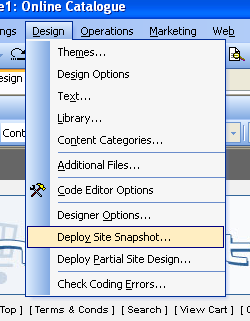 e1: Online Catalogue
ngs Design Operations Marketing Web
Themes...
Design Options
Text...
Library...
Content Categories...
Additional Files...
Code Editor Options
Designer Options...
Deploy Site Snapshot...
Deploy Partial Site Design...
Check Coding Errors...
esign
Cont
Top ] [ Terms & Conds ] [ Search ] [ View Cart ] [ Che